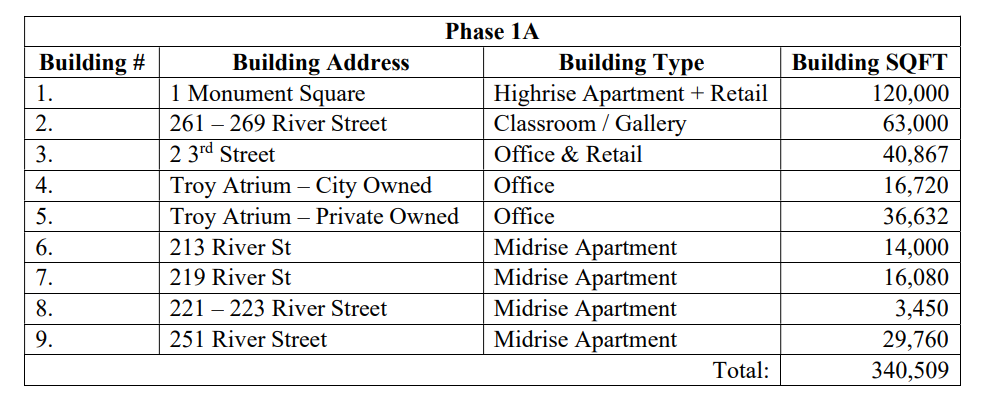 Phase 1A
Building # Building Address Building Type Building SQFT
1. 1 Monument Square Highrise Apartment + Retail 120,000
2. 261 – 269 River Street Classroom / Gallery 63,000
3. 2 3rd Street Office & Retail 40,867
4. Troy Atrium – City Owned Office 16,720
5. Troy Atrium – Private Owned Office 36,632
6. 213 River St Midrise Apartment 14,000
7. 219 River St Midrise Apartment 16,080
8. 221 – 223 River Street Midrise Apartment 3,450
9. 251 River Street Midrise Apartment 29,760
Total: 340,509